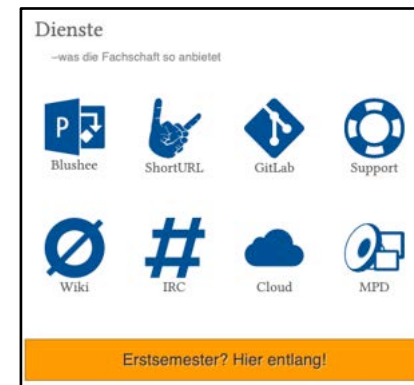 Dienste
–was die Fachschaft so anbietet
P
Blushee ShortURL GitLab Support
Wiki IRC Cloud MPD
Erstsemester? Hier entlang!